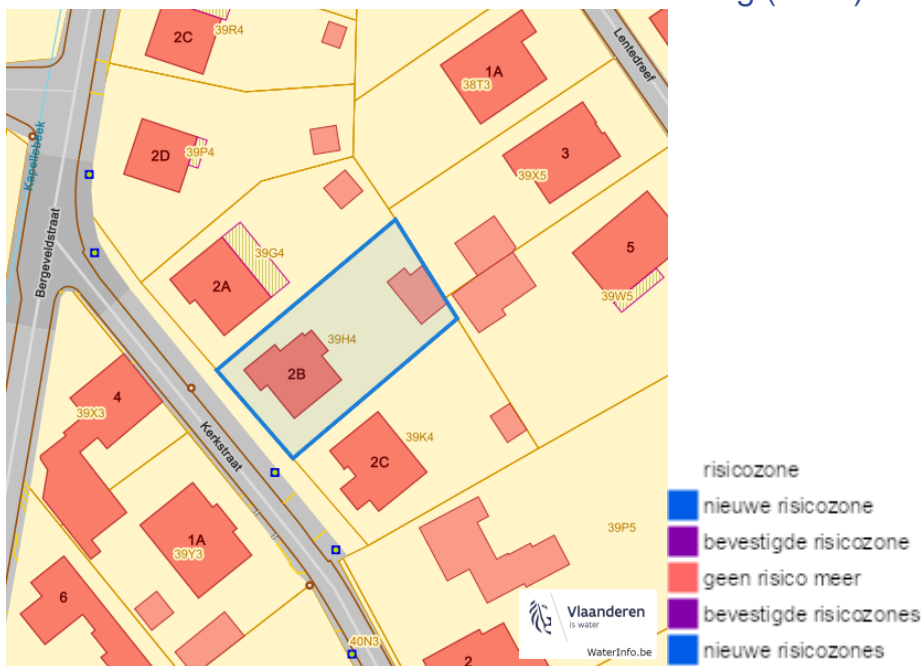 2C
39R4
Lentedreef
1A
38T3
Kapellebeek
2D
39P4
3
39X5
Bergeveldstraat
39G4
2A
5
39W5
39H4
2B
4
39X3
39K4
2C
Kerkstraat
1A
39Y3
39P5
6
40N3
2
Vlaanderen
is water
WaterInfo.be
risicozone
nieuwe risicozone
bevestigde risicozone
geen risico meer
bevestigde risicozones
nieuwe risicozones